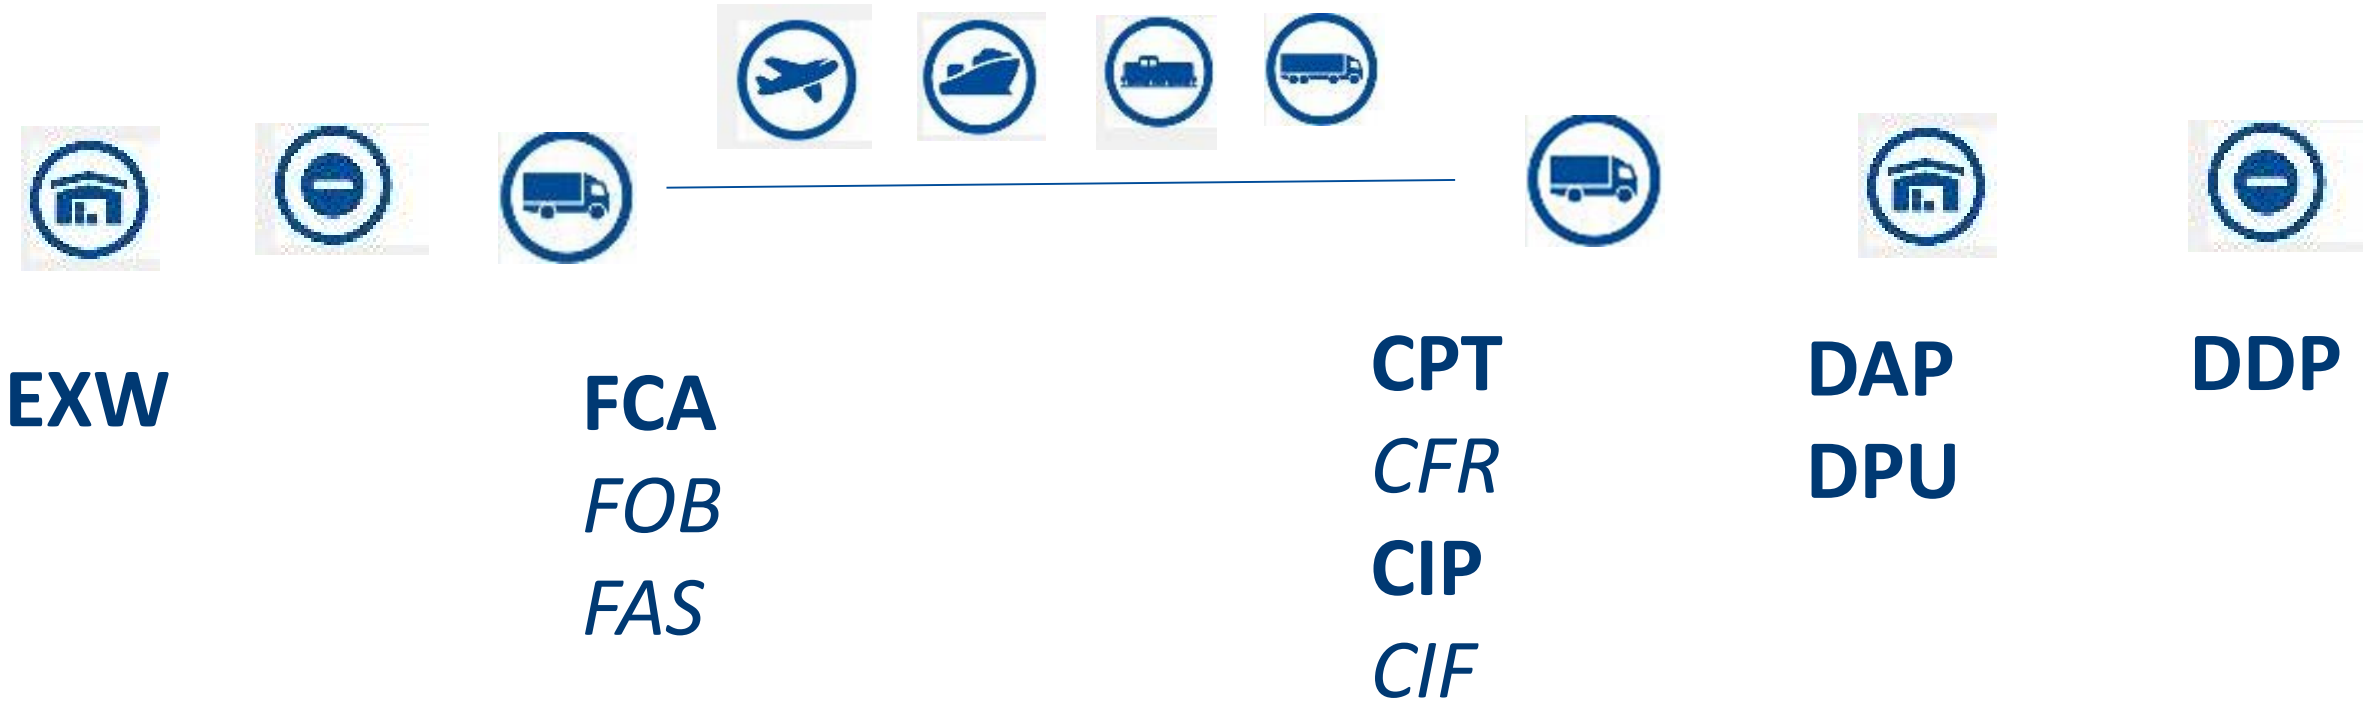 EXW
FCA
FOB
FAS
CPT
CFR
CIP
CIF
DAP
DPU
DDP